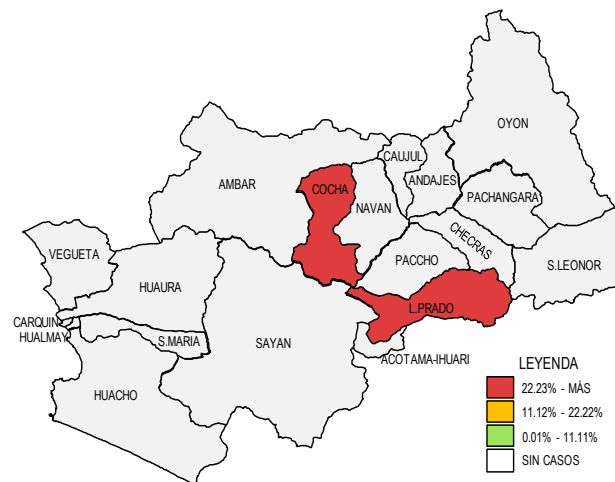 OYON
CAUJUL
ANDAJES
AMBAR
COCHA
NAVAN
PACHANGARA
CHECRAS
VEGUETA
PACCHO
S.LEONOR
HUAURA
L.PRADO
CARQUIN
HUALMAY
S.MARIA
SAYAN
ACOTAMA-IHUARI
HUACHO
LEYENDA
22.23% - MÁS
11.12% - 22.22%
0.01% - 11.11%
SIN CASOS